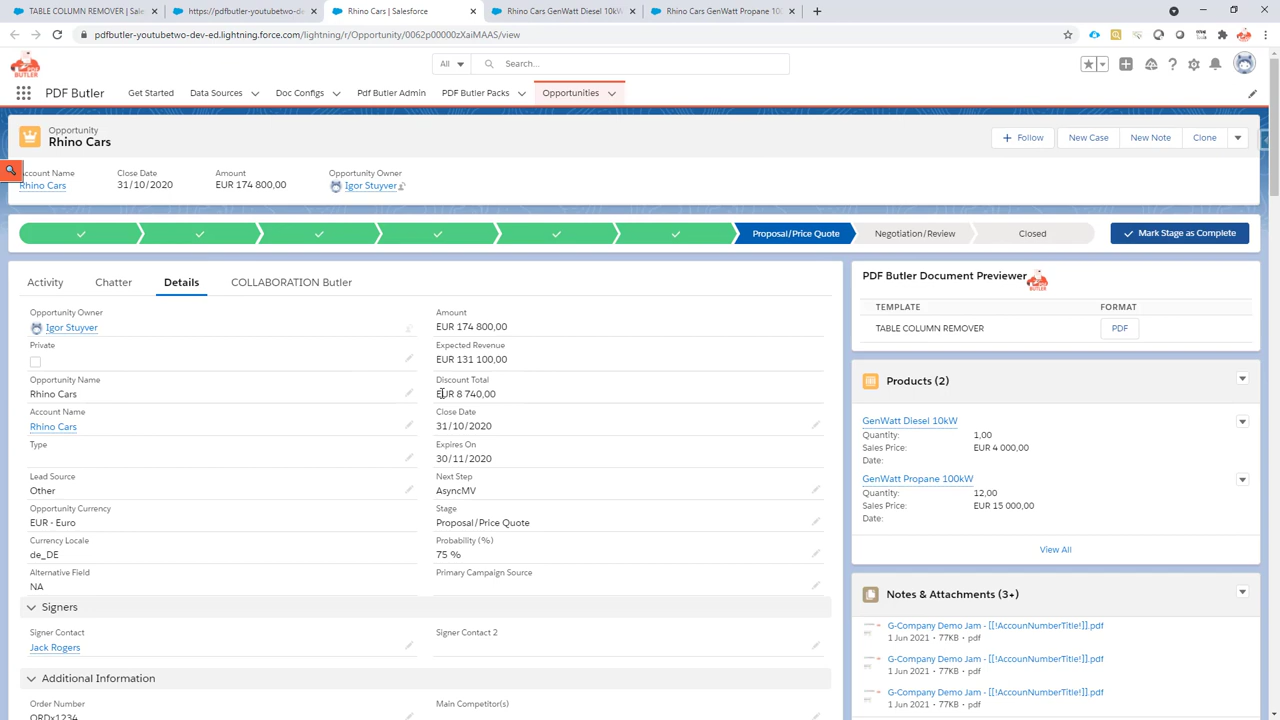 TABLE COLUMN REMOVER | Sal
https://pdfbutler-youtubetwo-de
Rhino Cars | Salesforce
Rhino Cars GenWatt Diesel 10kW
Rhino Cars GenWatt Propane 100
pdfbutler-youtubetwo-dev-ed.lightning.force.com/lightning/r/Opportunity/0062p00000zXaiMAAS/view
All
Search...
PDF Butler
Get Started
Data Sources
Doc Configs
Pdf Butler Admin
PDF Butler Packs
Opportunities
Opportunity
Rhino Cars
Follow
New Case
New Note
Clone
Account Name
Close Date
Amount
Opportunity Owner
Rhino Cars
31/10/2020
EUR 174 800,00
Igor Stuyver
Proposal/Price Quote
Negotiation/Review
Closed
Mark Stage as Complete
Activity
Chatter
Details
COLLABORATION Butler
Opportunity Owner
Igor Stuyver
Private
Opportunity Name
Rhino Cars
Account Name
Rhino Cars
Type
Lead Source
Other
Opportunity Currency
EUR - Euro
Currency Locale
de_DE
Alternative Field
NA
Amount
EUR 174 800,00
Expected Revenue
EUR 131 100,00
Discount Total
EUR 8 740,00
Close Date
31/10/2020
Expires On
30/11/2020
Next Step
AsyncMV
Stage
Proposal/Price Quote
Probability (%)
75 %
Primary Campaign Source
Signers
Signer Contact
Jack Rogers
Signer Contact 2
Additional Information
Order Number
ORDx1234
Main Competitor(s)
PDF Butler Document Previewer
BUTLER
TEMPLATE
FORMAT
TABLE COLUMN REMOVER
PDF
Products (2)
GenWatt Diesel 10kW
Quantity:
1,00
Sales Price:
EUR 4 000,00
Date:
GenWatt Propane 100kW
Quantity:
12,00
Sales Price:
EUR 15 000,00
Date:
View All
Notes & Attachments (3+)
G-Company Demo Jam - [[!AccounNumberTitle!]].pdf
1 Jun 2021 • 77KB • pdf
G-Company Demo Jam - [[!AccounNumberTitle!]].pdf
1 Jun 2021 • 77KB • pdf
G-Company Demo Jam - [[!AccounNumberTitle!]].pdf
1 Jun 2021 • 77KB • pdf